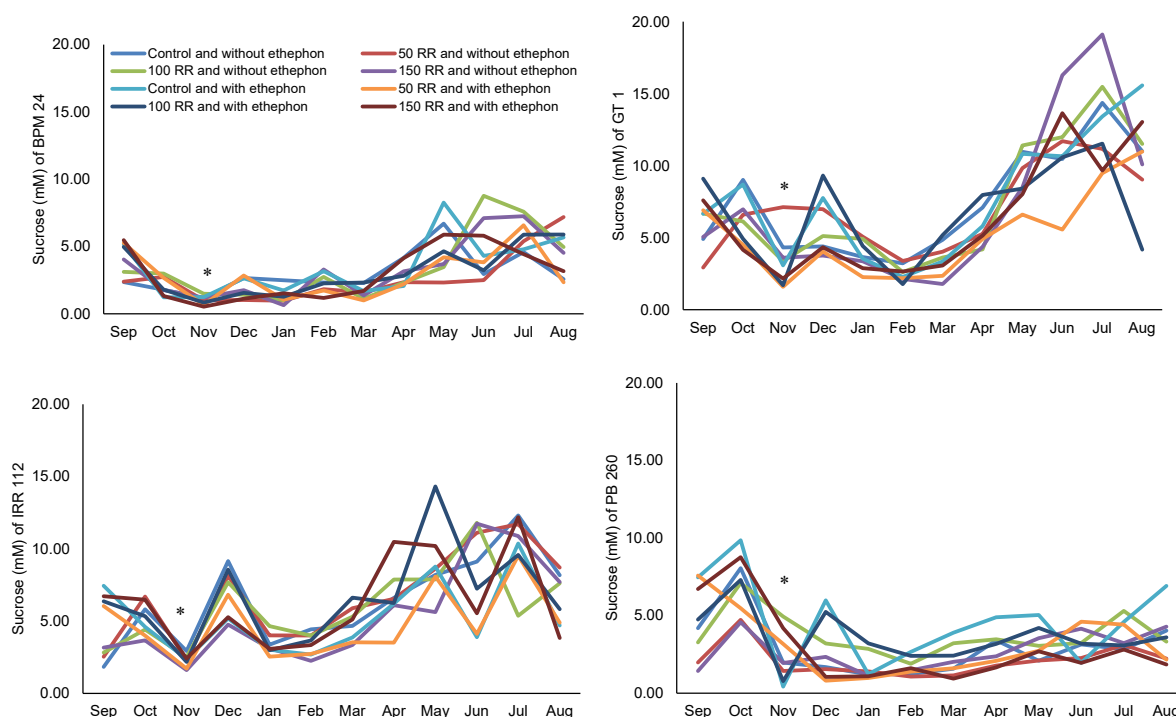 Sucrose (mM) of BPM 24
20.00
15.00
10.00
5.00
0.00
Control and without ethephon
50 RR and without ethephon
100 RR and without ethephon
150 RR and without ethephon
Control and with ethephon
50 RR and with ethephon
100 RR and with ethephon
150 RR and with ethephon
*
Sep Oct Nov Dec Jan Feb Mar Apr May Jun Jul Aug
Sucrose (mM) of GT 1
20.00
15.00
10.00
5.00
0.00
*
Sep Oct Nov Dec Jan Feb Mar Apr May Jun Jul Aug
Sucrose (mM) of IRR 112
20.00
15.00
10.00
5.00
0.00
*
Sep Oct Nov Dec Jan Feb Mar Apr May Jun Jul Aug
Sucrose (mM) of PB 260
20.00
15.00
10.00
5.00
0.00
*
Sep Oct Nov Dec Jan Feb Mar Apr May Jun Jul Aug